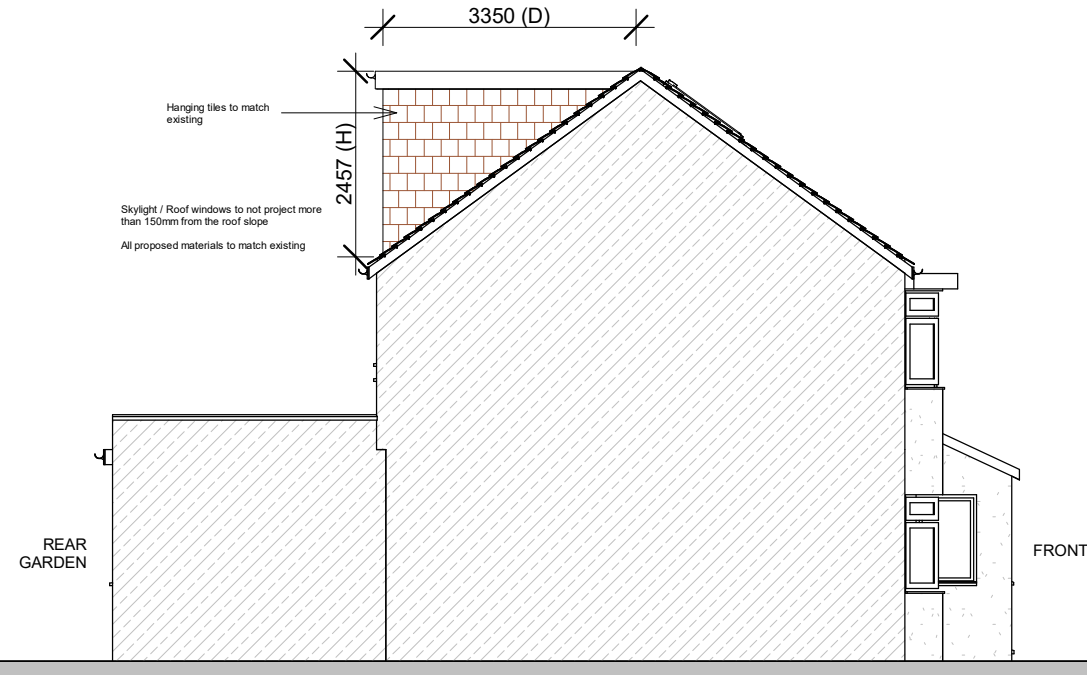 3350 (D)
Hanging tiles to match
existing
2457 (H)
Skylight / Roof windows to not project more
than 150mm from the roof slope
All proposed materials to match existing
REAR
GARDEN
FRONT